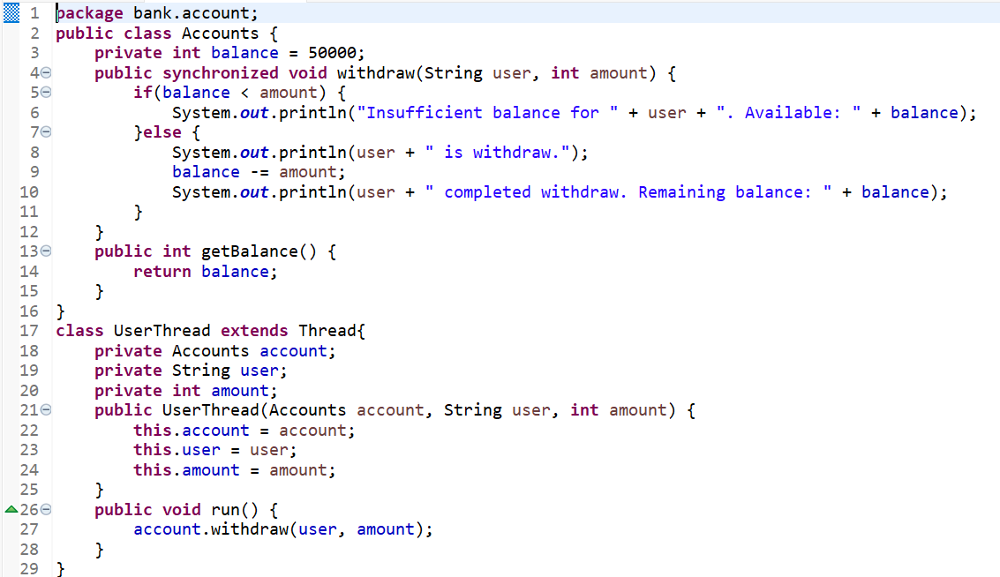 1 package bank.account;
2 public class Accounts {
3     private int balance = 50000;
4     public synchronized void withdraw(String user, int amount) {
5         if(balance < amount) {
6             System.out.println("Insufficient balance for " + user + ". Available: " + balance);
7         }else {
8             System.out.println(user + " is withdraw.");
9             balance -= amount;
10             System.out.println(user + " completed withdraw. Remaining balance: " + balance);
11         }
12     }
13     public int getBalance() {
14         return balance;
15     }
16 }
17 class UserThread extends Thread{
18     private Accounts account;
19     private String user;
20     private int amount;
21     public UserThread(Accounts account, String user, int amount) {
22         this.account = account;
23         this.user = user;
24         this.amount = amount;
25     }
26     public void run() {
27         account.withdraw(user, amount);
28     }
29 }